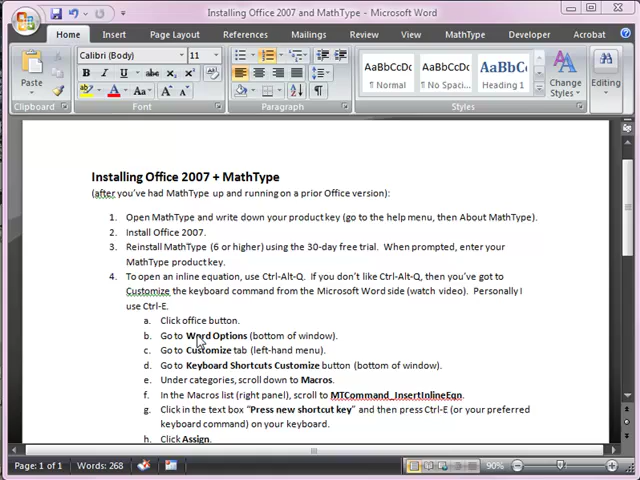 Installing Office 2007 and MathType - Microsoft Word
Home Insert Page Layout References Mailings Review View MathType Developer Acrobat
Calibri (Body) 11
Paste
B I U abc x₂ x²
ab A Aa A A
AaBbCcDc AaBbCcDc AaBbCc
¶ Normal ¶ No Spaci... Heading 1
Change Styles
Editing
Clipboard Font Paragraph Styles
Installing Office 2007 + MathType
(after you've had MathType up and running on a prior Office version):
1. Open MathType and write down your product key (go to the help menu, then About MathType).
2. Install Office 2007.
3. Reinstall MathType (6 or higher) using the 30-day free trial. When prompted, enter your
MathType product key.
4. To open an inline equation, use Ctrl-Alt-Q. If you don't like Ctrl-Alt-Q, then you've got to
Customize the keyboard command from the Microsoft Word side (watch video). Personally I
use Ctrl-E.
a. Click office button.
b. Go to Word Options (bottom of window).
c. Go to Customize tab (left-hand menu).
d. Go to Keyboard Shortcuts Customize button (bottom of window).
e. Under categories, scroll down to Macros.
f. In the Macros list (right panel), scroll to MTCommand_InsertInlineEqn.
g. Click in the text box "Press new shortcut key" and then press Ctrl-E (or your preferred
keyboard command) on your keyboard.
h. Click Assign.
Page: 1 of 1 Words: 268 90%